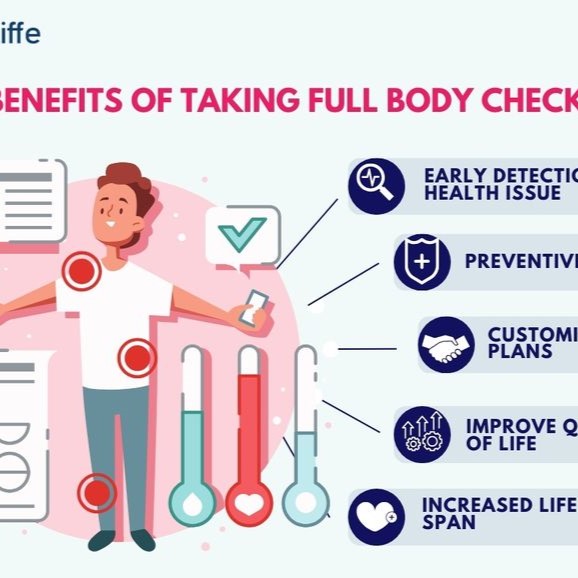 iffe
BENEFITS OF TAKING FULL BODY CHECK
EARLY DETECTIO
HEALTH ISSUE
PREVENTIV
CUSTOMI
PLANS
IMPROVE Q
OF LIFE
INCREASED LIFE
SPAN